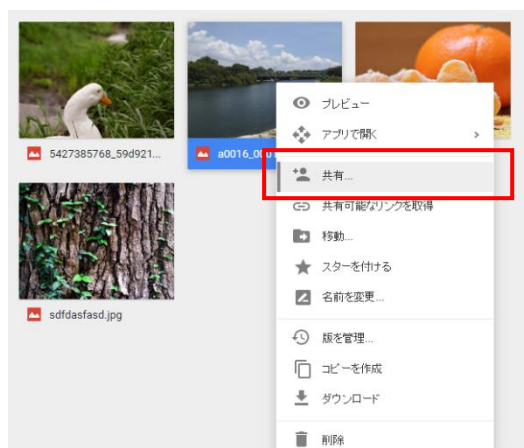 5427385768_59d921...
a0016_000
sdfdasfasd.jpg
プレビュー
アプリで開く
共有...
共有可能なリンクを取得
移動...
スターを付ける
名前を変更...
版を管理...
コピーを作成
ダウンロード
削除